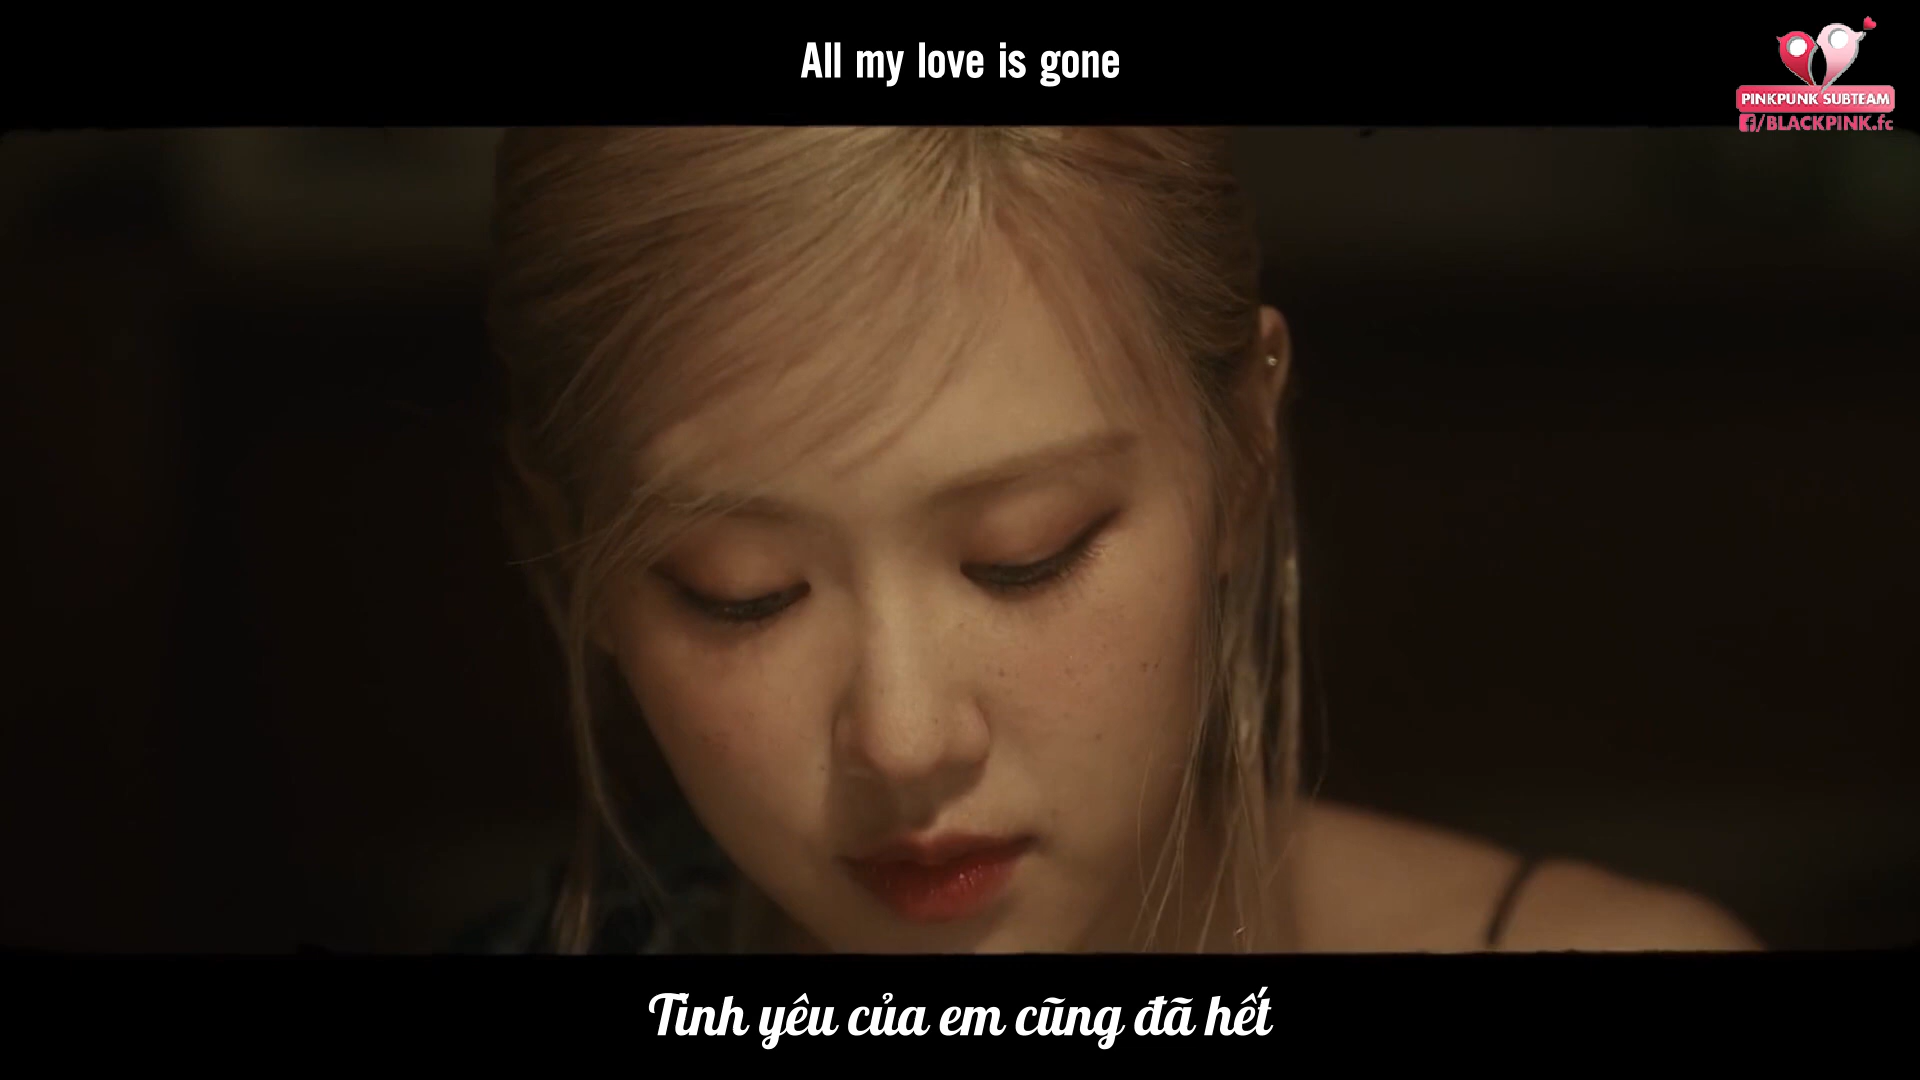 All my love is gone
PINKPUNK SUBTEAM
/BLACKPINK.fc
Tình yêu của em cũng đã hết